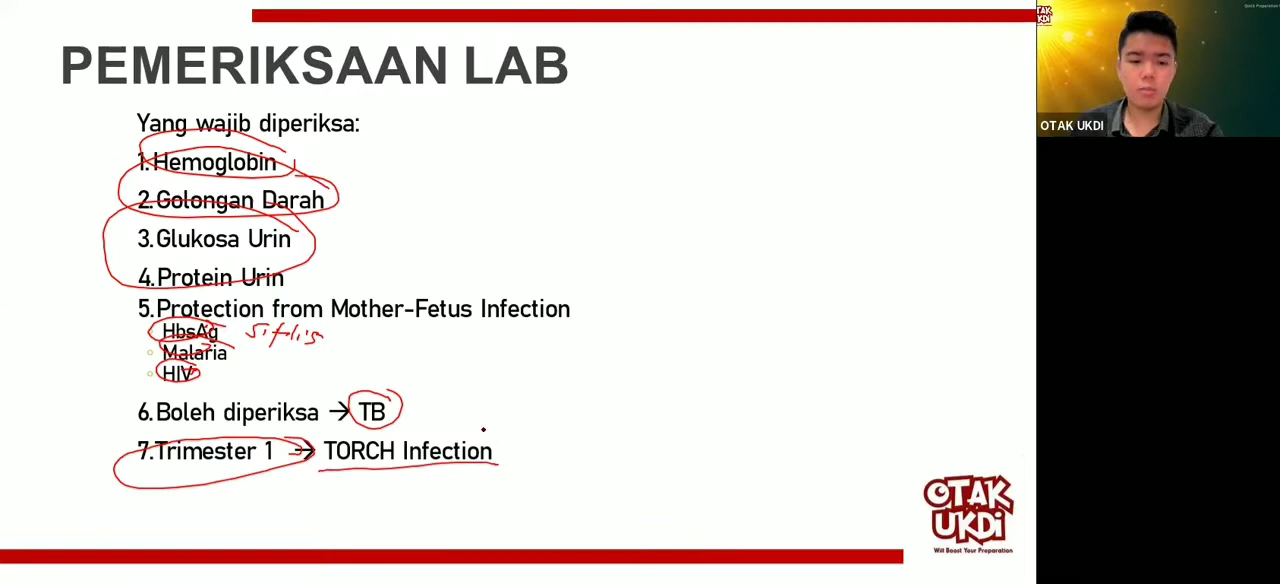 PEMERIKSAAN LAB
Yang wajib diperiksa:
1.Hemoglobin
2.Golongan Darah
3.Glukosa Urin
4.Protein Urin
5.Protection from Mother-Fetus Infection
HbsAg sifilis
Malaria
HIV
6.Boleh diperiksa → TB
7.Trimester 1 → TORCH Infection
OTAK UKDI
OTAK
UKDi
Will Boost Your Preparation